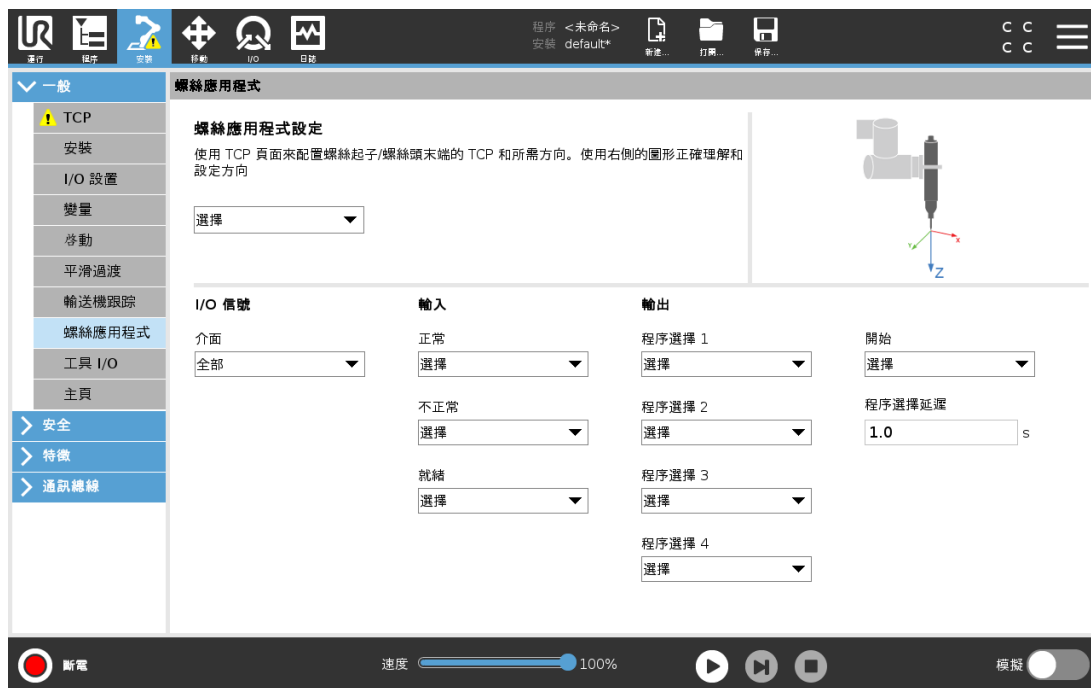 UR
運行
程序
安裝
移動
I/O
日誌
程序 <未命名>
安裝 default*
新建...
打開...
保存...
C C
C C
一般
TCP
安裝
I/O 設置
變量
啓動
平滑過渡
輸送機跟踪
螺絲應用程式
工具 I/O
主頁
安全
特徵
通訊總線
螺絲應用程式
螺絲應用程式設定
使用 TCP 頁面來配置螺絲起子/螺絲頭末端的 TCP 和所需方向。使用右側的圖形正確理解和
設定方向
選擇
Y
X
Z
I/O 信號
輸入
輸出
介面
正常
程序選擇 1
開始
全部
選擇
選擇
選擇
不正常
程序選擇 2
程序選擇延遲
選擇
選擇
1.0
s
就緒
程序選擇 3
選擇
選擇
程序選擇 4
選擇
斷電
速度
100%
模擬